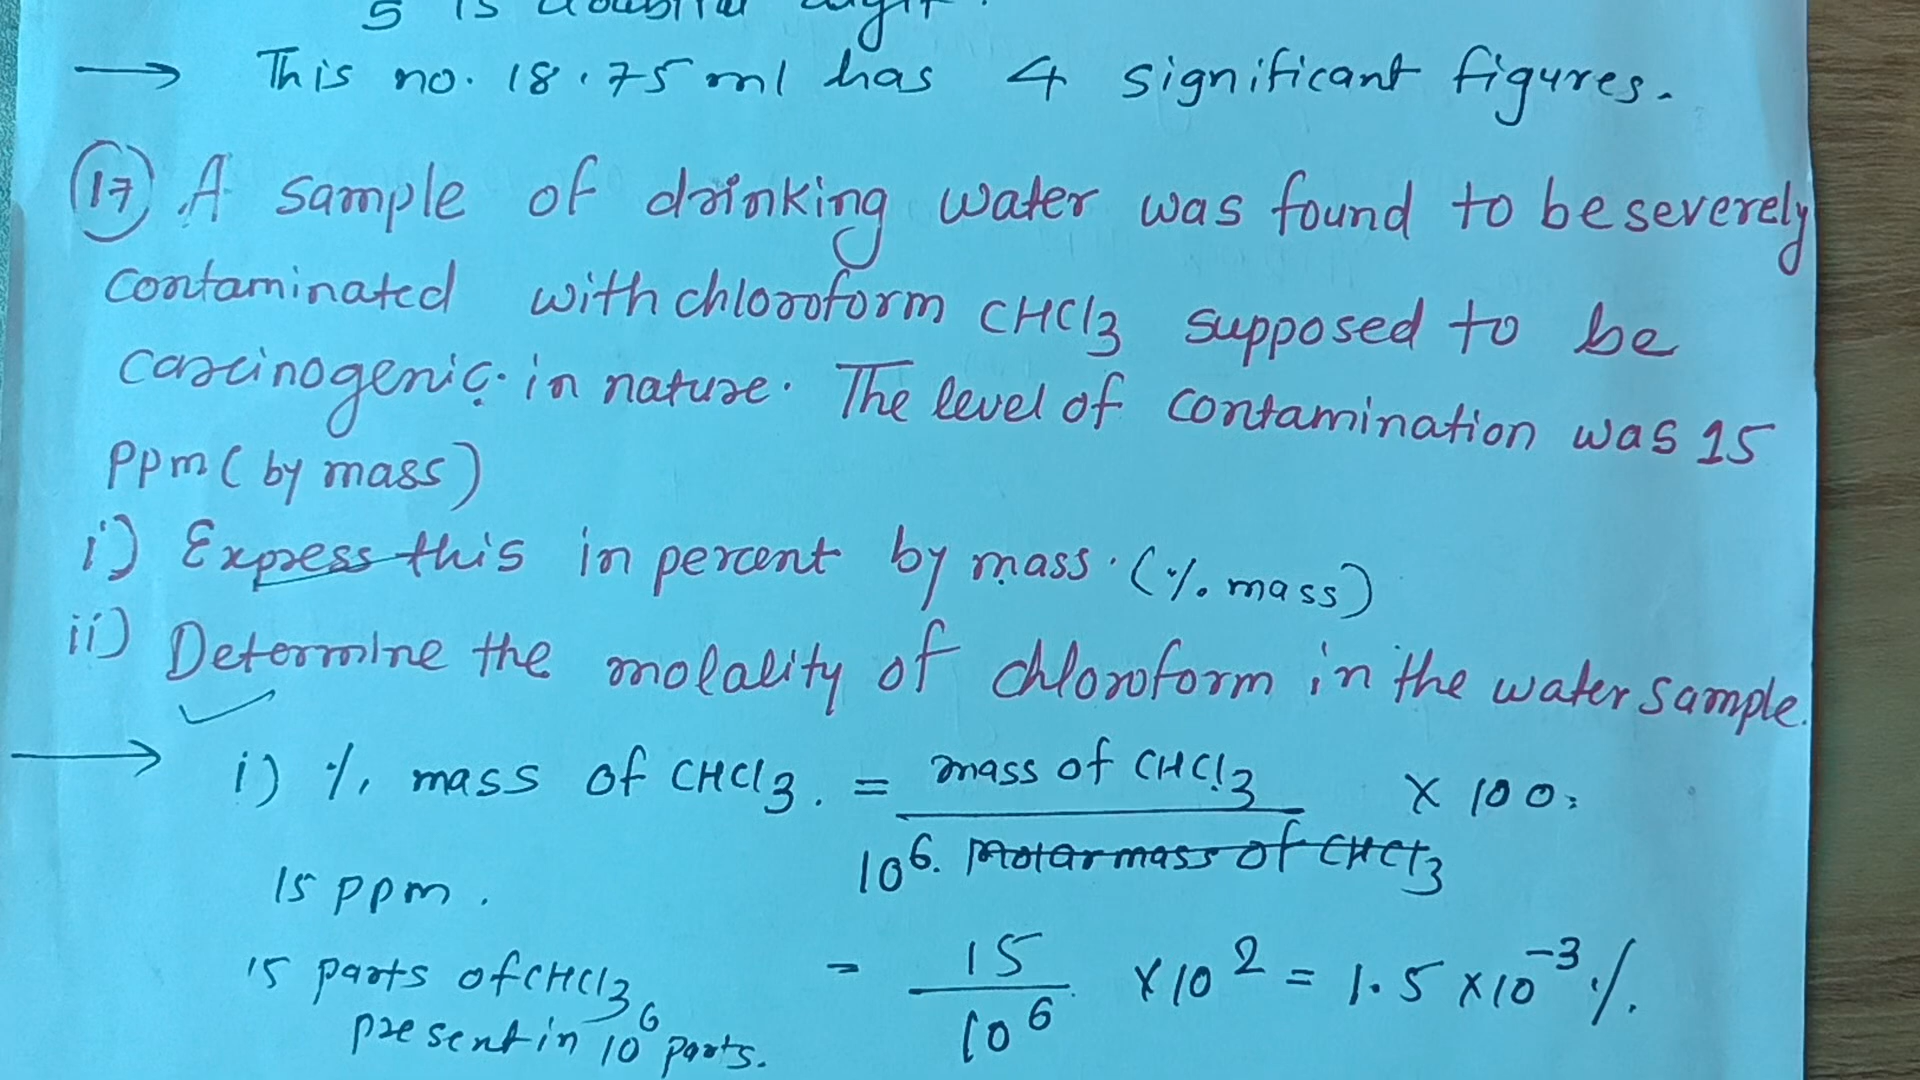 5 is doubtful digit.
→ This no. 18.75 ml has 4 significant figures.
(17) A sample of drinking water was found to be severely
contaminated with chloroform CHCl3 supposed to be
carcinogenic. in nature. The level of contamination was 15
ppm (by mass)
i) Express this in percent by mass. (% mass)
ii) Determine the molality of chloroform in the water sample.
→ i) % mass of CHCl3. = mass of CHCl3 / 10^6. Molar mass of CHCl3 × 100.
15 ppm.
15 parts of CHCl3
present in 10^6 parts.
= 15 / 10^6 × 10^2 = 1.5 × 10^-3 %.